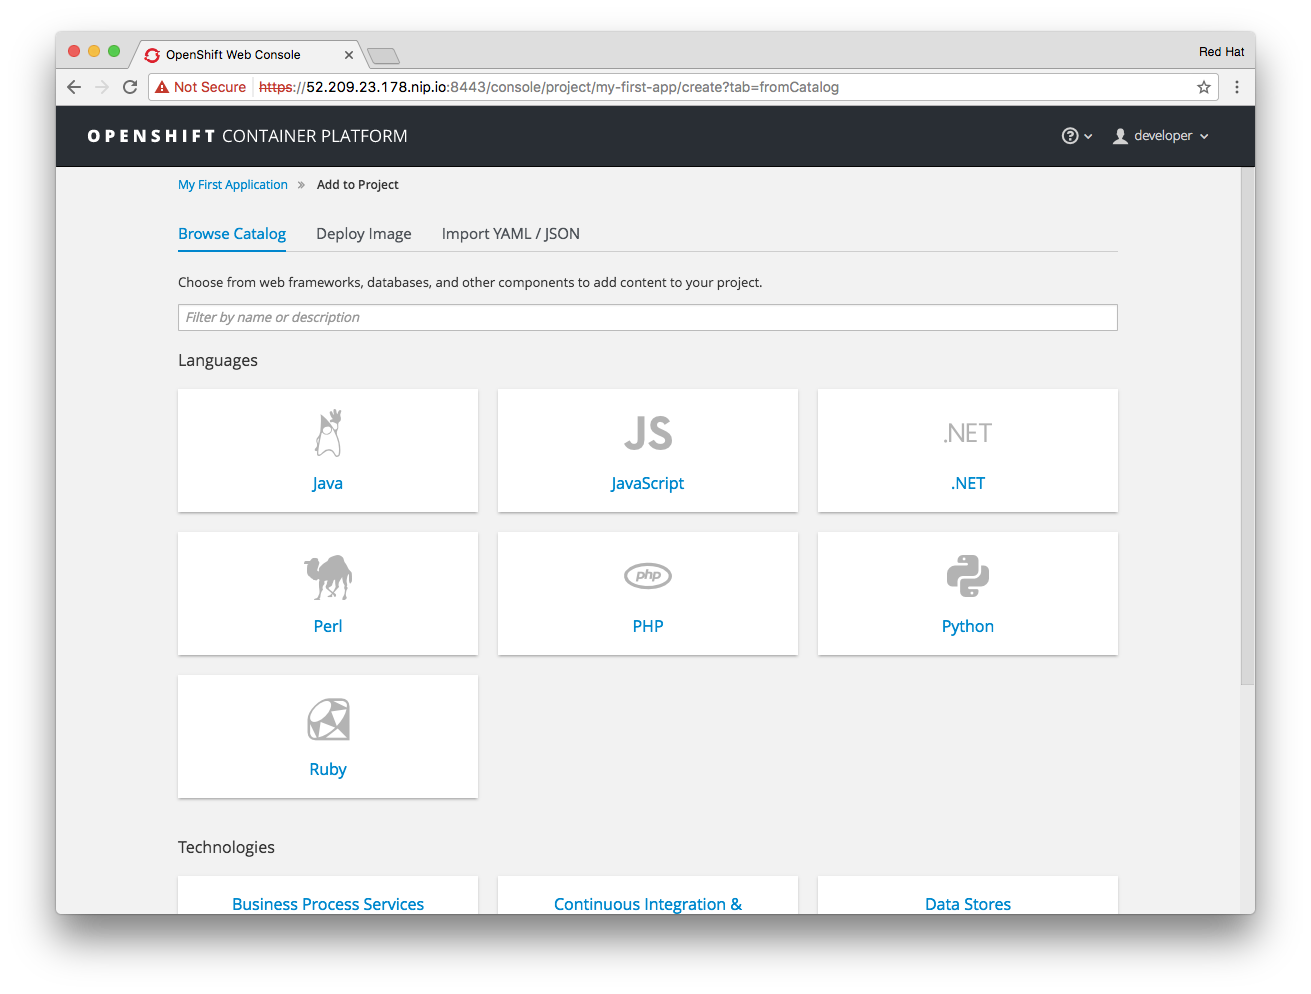 OpenShift Web Console
Red Hat
Not Secure https://52.209.23.178.nip.io:8443/console/project/my-first-app/create?tab=fromCatalog
OPENSHIFT CONTAINER PLATFORM
? developer
My First Application » Add to Project
Browse Catalog Deploy Image Import YAML / JSON
Choose from web frameworks, databases, and other components to add content to your project.
Filter by name or description
Languages
JS .NET
Java JavaScript .NET
php
Perl PHP Python
Ruby
Technologies
Business Process Services Continuous Integration & Data Stores